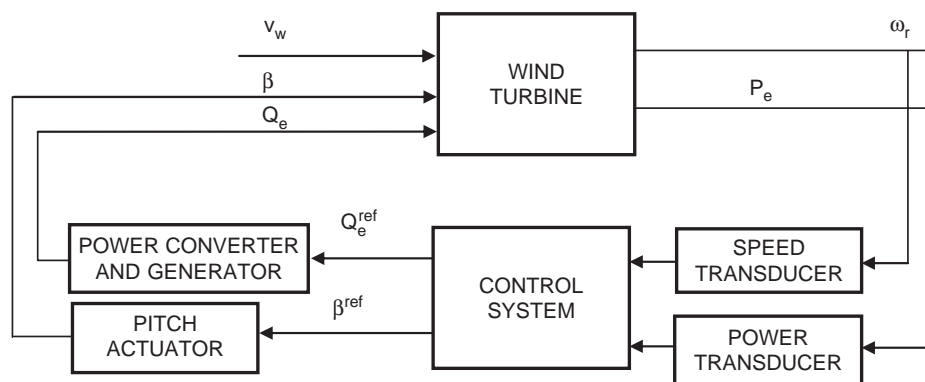 v_w
ω_r
β
WIND
TURBINE
P_e
Q_e
Q_e^ref
POWER CONVERTER
AND GENERATOR
CONTROL
SYSTEM
SPEED
TRANSDUCER
β^ref
PITCH
ACTUATOR
POWER
TRANSDUCER